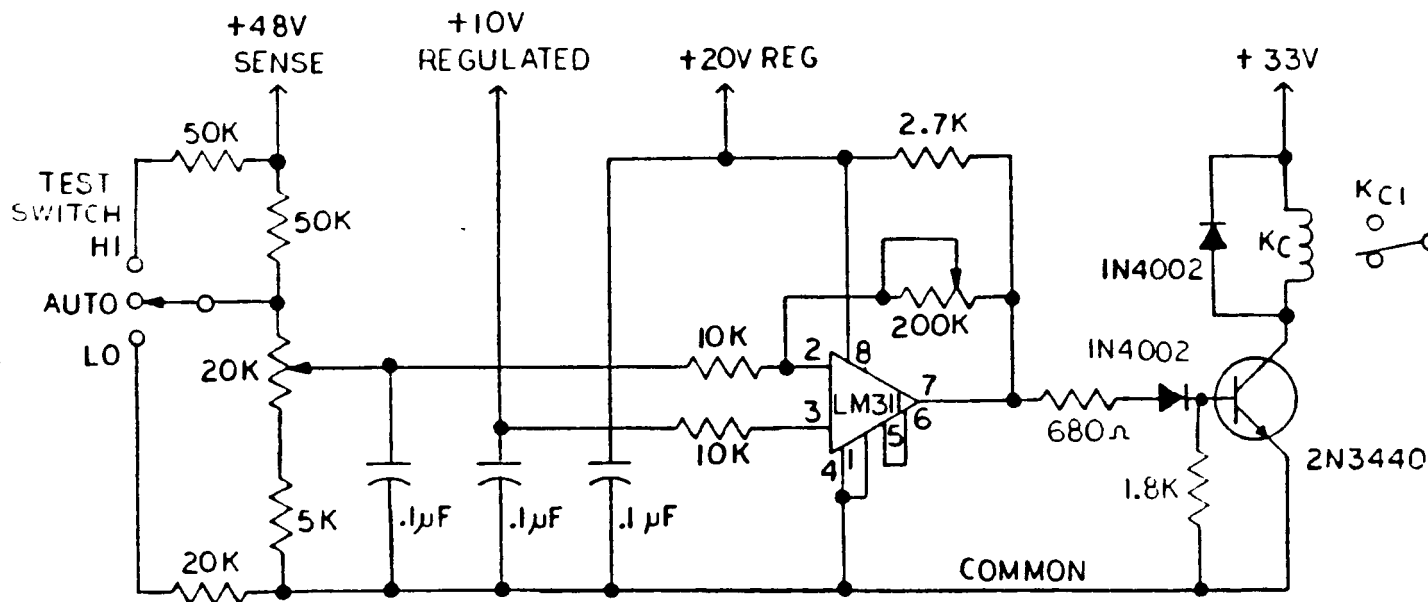 +48V
SENSE
+10V
REGULATED
+20V REG
+33V
50K
2.7K
TEST
SWITCH
HI
50K
KC1
KC
1N4002
AUTO
200K
LO
20K
10K
2
8
1N4002
LM311
7
3
6
5
680Ω
10K
4
1
2N3440
1.8K
5K
.1µF
.1µF
.1µF
20K
COMMON